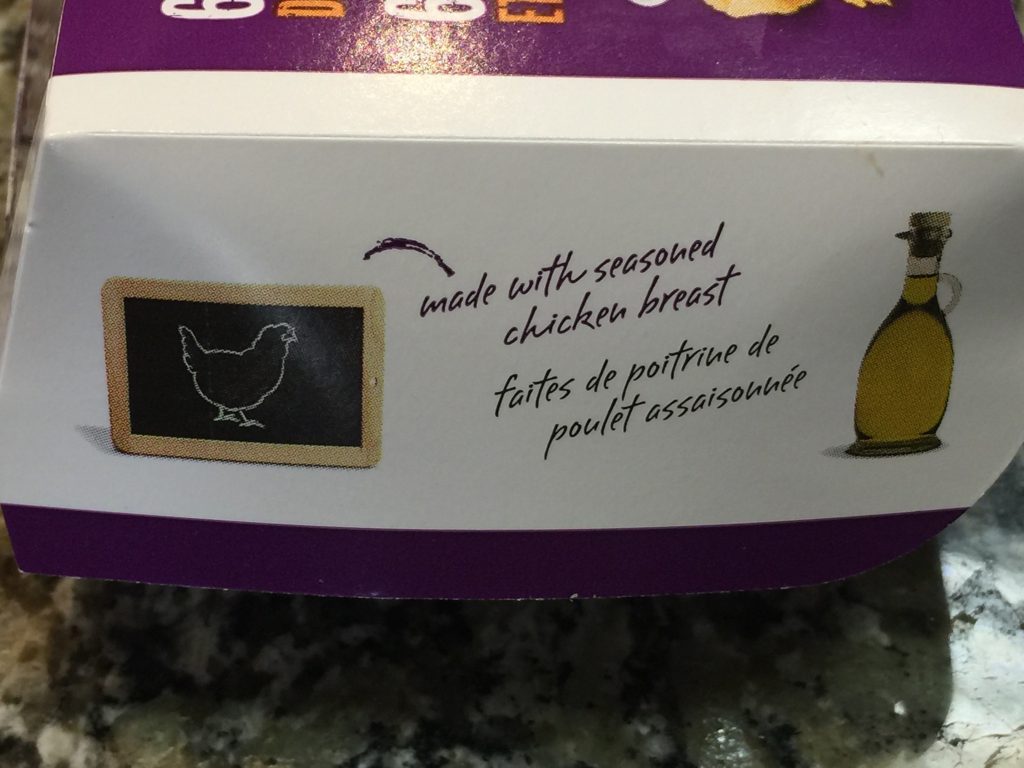 made with seasoned
chicken breast
faites de poitrine de
poulet assaisonnée